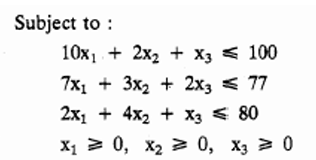 Subject to :
10x₁ + 2x₂ + x₃ ⩽ 100
7x₁ + 3x₂ + 2x₃ ⩽ 77
2x₁ + 4x₂ + x₃ ⩽ 80
x₁ ⩾ 0, x₂ ⩾ 0, x₃ ⩾ 0